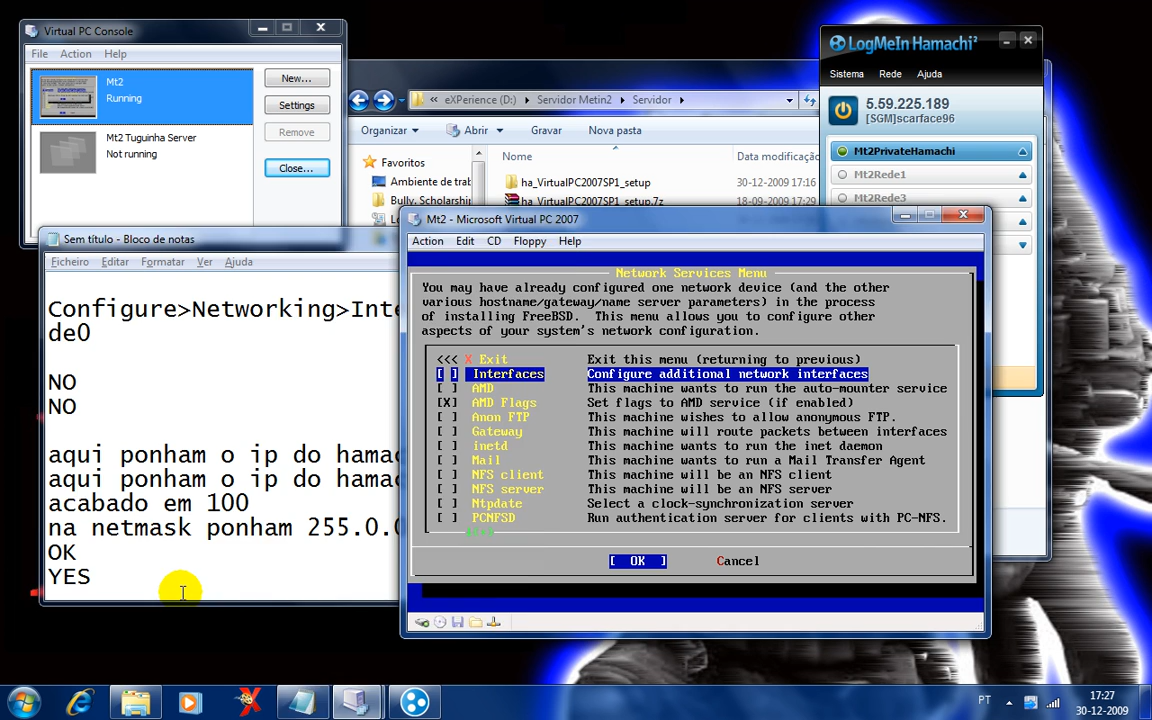 Virtual PC Console
File Action Help
Mt2
Running
Mt2 Tuguinha Server
Not running
New...
Settings
Remove
Close...
« eXPerience (D:) ▸ Servidor Metin2 ▸ Servidor ▸
Organizar Abrir Gravar Nova pasta
Favoritos
Ambiente de trab
Bully. Scholarship
Nome
Data modificação
ha_VirtualPC2007SP1_setup
30-12-2009 17:16
ha_VirtualPC2007SP1_setup.7z
18-09-2009 23:
LogMeIn Hamachi²
Sistema Rede Ajuda
5.59.225.189
[SGM]scarface96
Mt2PrivateHamachi
Mt2Rede1
Mt2Rede3
Sem título - Bloco de notas
Ficheiro Editar Formatar Ver Ajuda
Configure>Networking>Inte
de0
NO
NO
aqui ponham o ip do hamac
aqui ponham o ip do hamac
acabado em 100
na netmask ponham 255.0.0
OK
YES
Mt2 - Microsoft Virtual PC 2007
Action Edit CD Floppy Help
Network Services Menu
You may have already configured one network device (and the other
various hostname/gateway/name server parameters) in the process
of installing FreeBSD. This menu allows you to configure other
aspects of your system's network configuration.
<<< X Exit Exit this menu (returning to previous)
[ ] Interfaces Configure additional network interfaces
[ ] AMD This machine wants to run the auto-mounter service
[X] AMD Flags Set flags to AMD service (if enabled)
[ ] Anon FTP This machine wishes to allow anonymous FTP.
[ ] Gateway This machine will route packets between interfaces
[ ] inetd This machine wants to run the inet daemon
[ ] Mail This machine wants to run a Mail Transfer Agent
[ ] NFS client This machine will be an NFS client
[ ] NFS server This machine will be an NFS server
[ ] Ntpdate Select a clock-synchronization server
[ ] PCNFSD Run authentication server for clients with PC-NFS.
[ OK ] Cancel
PT
17:27
30-12-2009